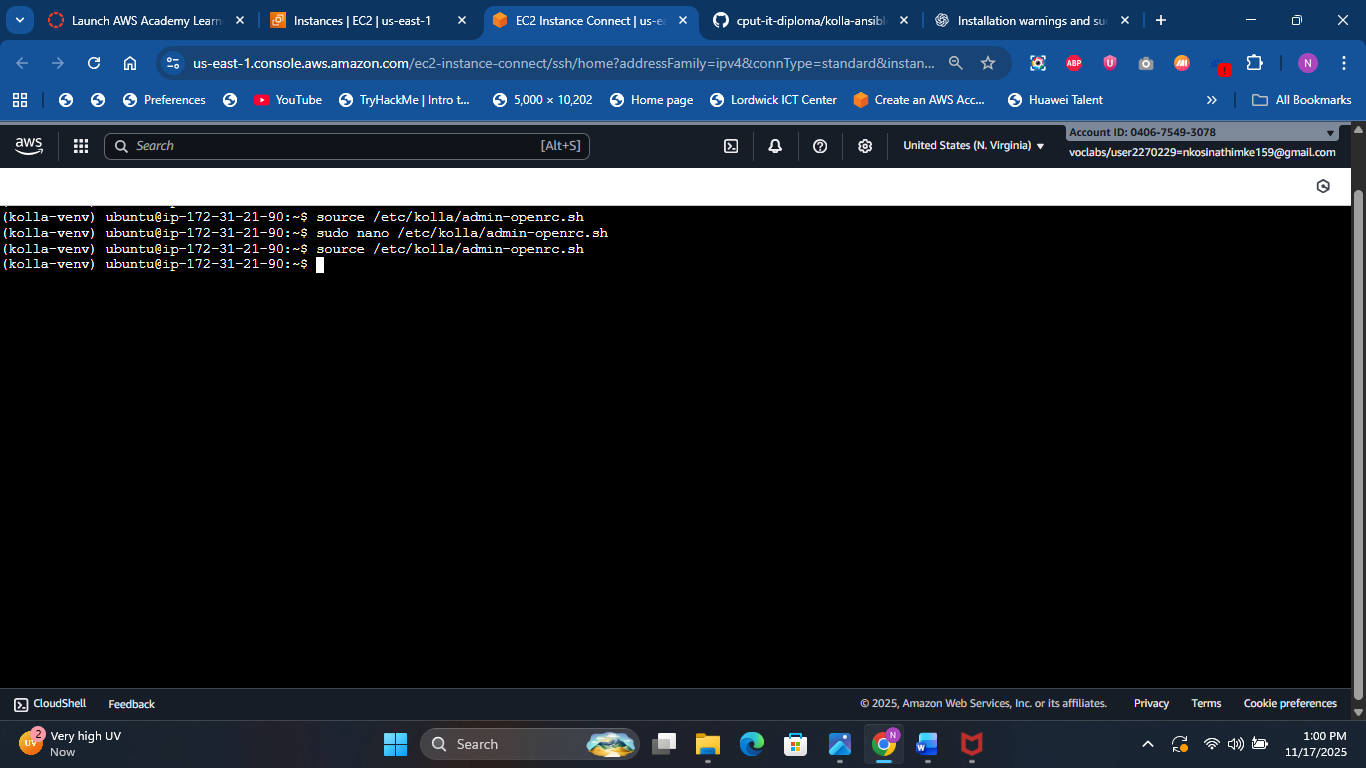 Launch AWS Academy Learn
Instances | EC2 | us-east-1
EC2 Instance Connect | us-ea
cput-it-diploma/kolla-ansibl
Installation warnings and su
us-east-1.console.aws.amazon.com/ec2-instance-connect/ssh/home?addressFamily=ipv4&connType=standard&instan...
ABP
N
Preferences
YouTube
TryHackMe | Intro t...
5,000 × 10,202
Home page
Lordwick ICT Center
Create an AWS Acc...
Huawei Talent
All Bookmarks
aws
Search
[Alt+S]
United States (N. Virginia)
Account ID: 0406-7549-3078
voclabs/user2270229=nkosinathimke159@gmail.com
(kolla-venv) ubuntu@ip-172-31-21-90:~$ source /etc/kolla/admin-openrc.sh
(kolla-venv) ubuntu@ip-172-31-21-90:~$ sudo nano /etc/kolla/admin-openrc.sh
(kolla-venv) ubuntu@ip-172-31-21-90:~$ source /etc/kolla/admin-openrc.sh
(kolla-venv) ubuntu@ip-172-31-21-90:~$
CloudShell
Feedback
© 2025, Amazon Web Services, Inc. or its affiliates.
Privacy
Terms
Cookie preferences
UV
2
Very high UV
Now
Search
N
1:00 PM
11/17/2025